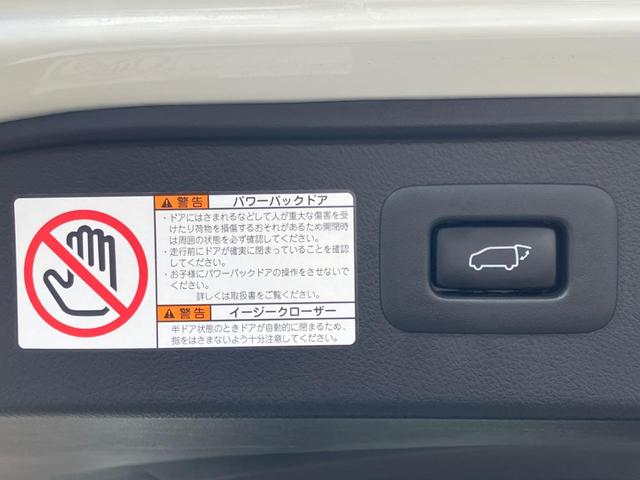 警告 パワーバックドア
・ドアにはさまれるなどして人が重大な傷害を受
けたり荷物を損傷するおそれがあるため開閉時
は周囲の状態を必ず確認してください。
・走行前にドアが確実に閉まっていることを確認
してください。
・お子様にパワーバックドアの操作をさせないで
ください。
詳しくは取扱書をご覧ください。
警告 イージークローザー
半ドア状態のときドアが自動的に閉まるため、
指をはさまないよう十分注意してください。